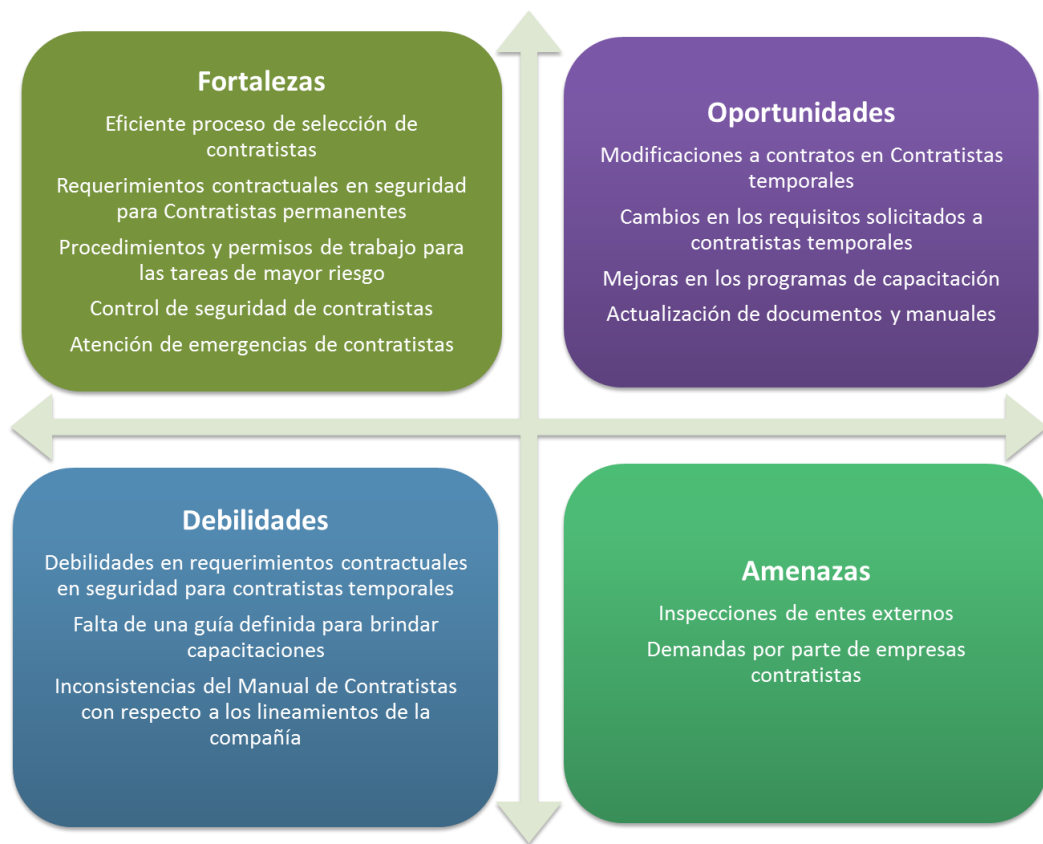 Fortalezas
Eficiente proceso de selección de
contratistas
Requerimientos contractuales en seguridad
para Contratistas permanentes
Procedimientos y permisos de trabajo para
las tareas de mayor riesgo
Control de seguridad de contratistas
Atención de emergencias de contratistas
Oportunidades
Modificaciones a contratos en Contratistas
temporales
Cambios en los requisitos solicitados a
contratistas temporales
Mejoras en los programas de capacitación
Actualización de documentos y manuales
Debilidades
Debilidades en requerimientos contractuales
en seguridad para contratistas temporales
Falta de una guía definida para brindar
capacitaciones
Inconsistencias del Manual de Contratistas
con respecto a los lineamientos de la
compañía
Amenazas
Inspecciones de entes externos
Demandas por parte de empresas
contratistas